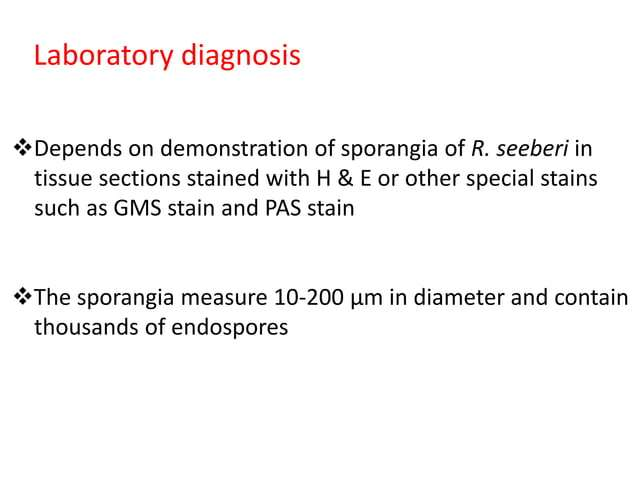 Laboratory diagnosis
❖Depends on demonstration of sporangia of R. seeberi in
tissue sections stained with H & E or other special stains
such as GMS stain and PAS stain
❖The sporangia measure 10-200 μm in diameter and contain
thousands of endospores